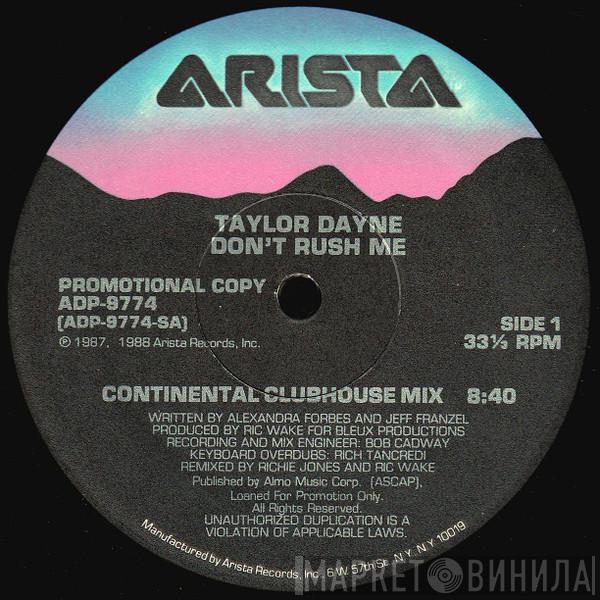 ARISTA
TAYLOR DAYNE
DON'T RUSH ME
PROMOTIONAL COPY
ADP-9774
(ADP-9774-SA)
℗ 1987, 1988 Arista Records, Inc.
SIDE 1
33⅓ RPM
CONTINENTAL CLUBHOUSE MIX 8:40
WRITTEN BY ALEXANDRA FORBES AND JEFF FRANZEL
PRODUCED BY RIC WAKE FOR BLEUX PRODUCTIONS
RECORDING AND MIX ENGINEER: BOB CADWAY
KEYBOARD OVERDUBS: RICH TANCREDI
REMIXED BY RICHIE JONES AND RIC WAKE
Published by Almo Music Corp. (ASCAP),
Loaned For Promotion Only.
All Rights Reserved.
UNAUTHORIZED DUPLICATION IS A
VIOLATION OF APPLICABLE LAWS.
Manufactured by Arista Records, Inc., 6 W. 57th St. N.Y. N.Y. 10019
МАРКЕТ ВИНИЛА